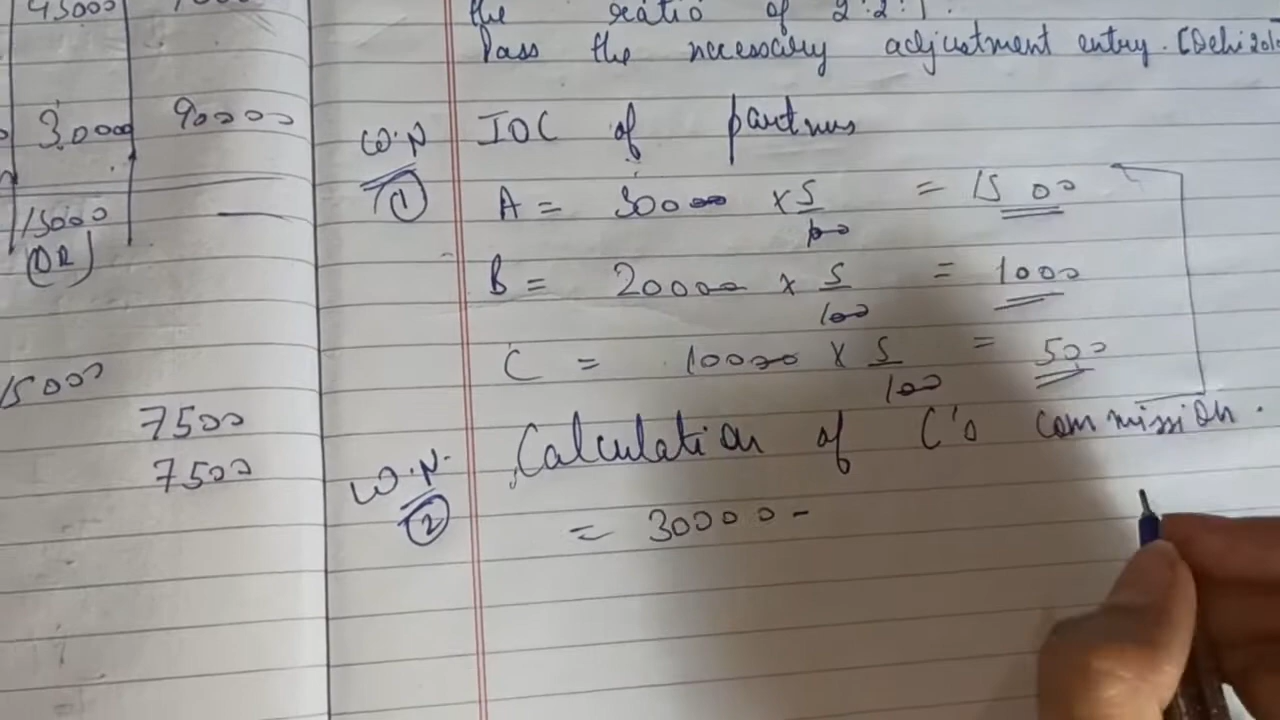 45000
the ratio of 2:2:1.
Pass the necessary adjustment entry. [Delhi 201
30000 90000
15000
(DR)
15000
7500
7500
W.N ① IOC of partners
A = 30000 × 5/100 = 1500
B = 20000 × 5/100 = 1000
C = 10000 × 5/100 = 500
W.N. ② Calculation of C's commission.
= 30000 -